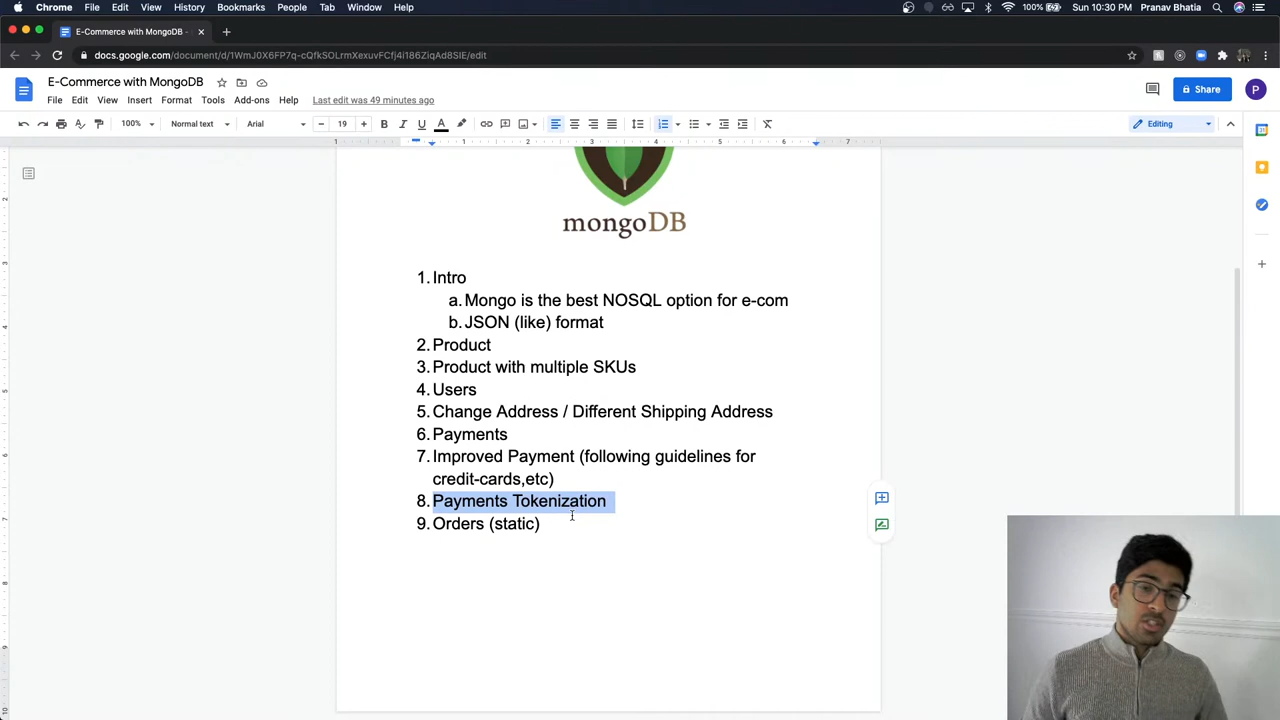 Chrome File Edit View History Bookmarks People Tab Window Help 100% Sun 10:30 PM Pranav Bhatia
E-Commerce with MongoDB -
docs.google.com/document/d/1WmJ0X6FP7q-cQfkSOLrmXexuvFCfj4i186ZiqAd8SIE/edit
E-Commerce with MongoDB
File Edit View Insert Format Tools Add-ons Help Last edit was 49 minutes ago
Share
P
100% Normal text Arial 19 Editing
mongoDB
1. Intro
a. Mongo is the best NOSQL option for e-com
b. JSON (like) format
2. Product
3. Product with multiple SKUs
4. Users
5. Change Address / Different Shipping Address
6. Payments
7. Improved Payment (following guidelines for
credit-cards,etc)
8. Payments Tokenization
9. Orders (static)